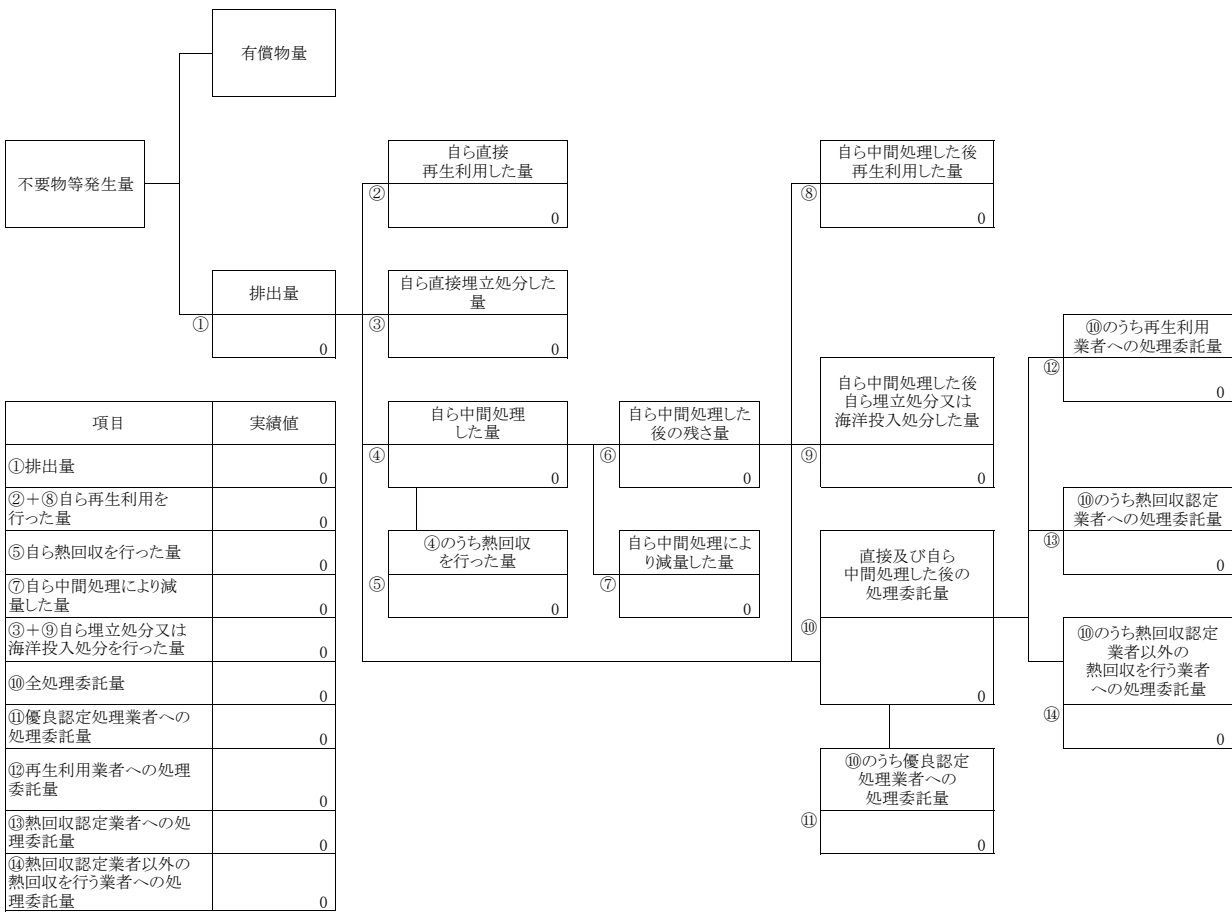 有償物量
不要物等発生量
排出量
①
0
自ら直接
再生利用した量
②
0
自ら直接埋立処分した
量
③
0
自ら中間処理
した量
④
0
④のうち熱回収
を行った量
⑤
0
自ら中間処理した
後の残さ量
⑥
0
自ら中間処理によ
り減量した量
⑦
0
自ら中間処理した後
再生利用した量
⑧
0
自ら中間処理した後
自ら埋立処分又は
海洋投入処分した量
⑨
0
直接及び自ら
中間処理した後の
処理委託量
⑩
0
⑩のうち優良認定
処理業者への
処理委託量
⑪
0
⑩のうち再生利用
業者への処理委託量
⑫
0
⑩のうち熱回収認定
業者への処理委託量
⑬
0
⑩のうち熱回収認定
業者以外の
熱回収を行う業者
への処理委託量
⑭
0
項目 実績値
①排出量
0
②＋⑧自ら再生利用を
行った量 0
⑤自ら熱回収を行った量
0
⑦自ら中間処理により減
量した量 0
③＋⑨自ら埋立処分又は
海洋投入処分を行った量 0
⑩全処理委託量
0
⑪優良認定処理業者への
処理委託量 0
⑫再生利用業者への処理
委託量
0
⑬熱回収認定業者への処
理委託量 0
⑭熱回収認定業者以外の
熱回収を行う業者への処
理委託量 0